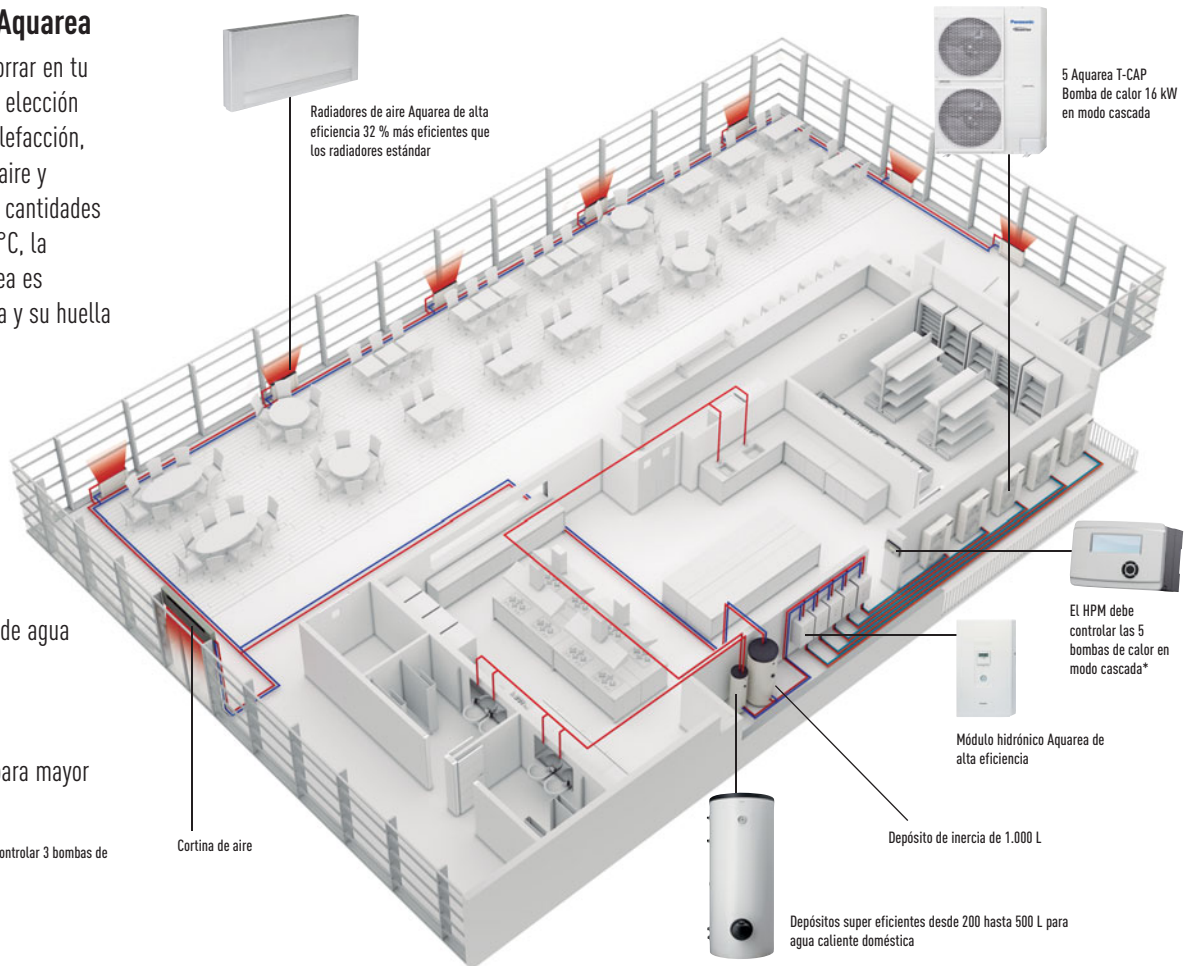 Aquarea
orrar en tu
elección
lefacción,
aire y
cantidades
°C, la
ea es
a y su huella
de agua
para mayor
ontrolar 3 bombas de
Radiadores de aire Aquarea de alta
eficiencia 32 % más eficientes que
los radiadores estándar
Panasonic
5 Aquarea T-CAP
Bomba de calor 16 kW
en modo cascada
El HPM debe
controlar las 5
bombas de calor en
modo cascada*
Módulo hidrónico Aquarea de
alta eficiencia
Depósito de inercia de 1.000 L
Cortina de aire
Depósitos super eficientes desde 200 hasta 500 L para
agua caliente doméstica